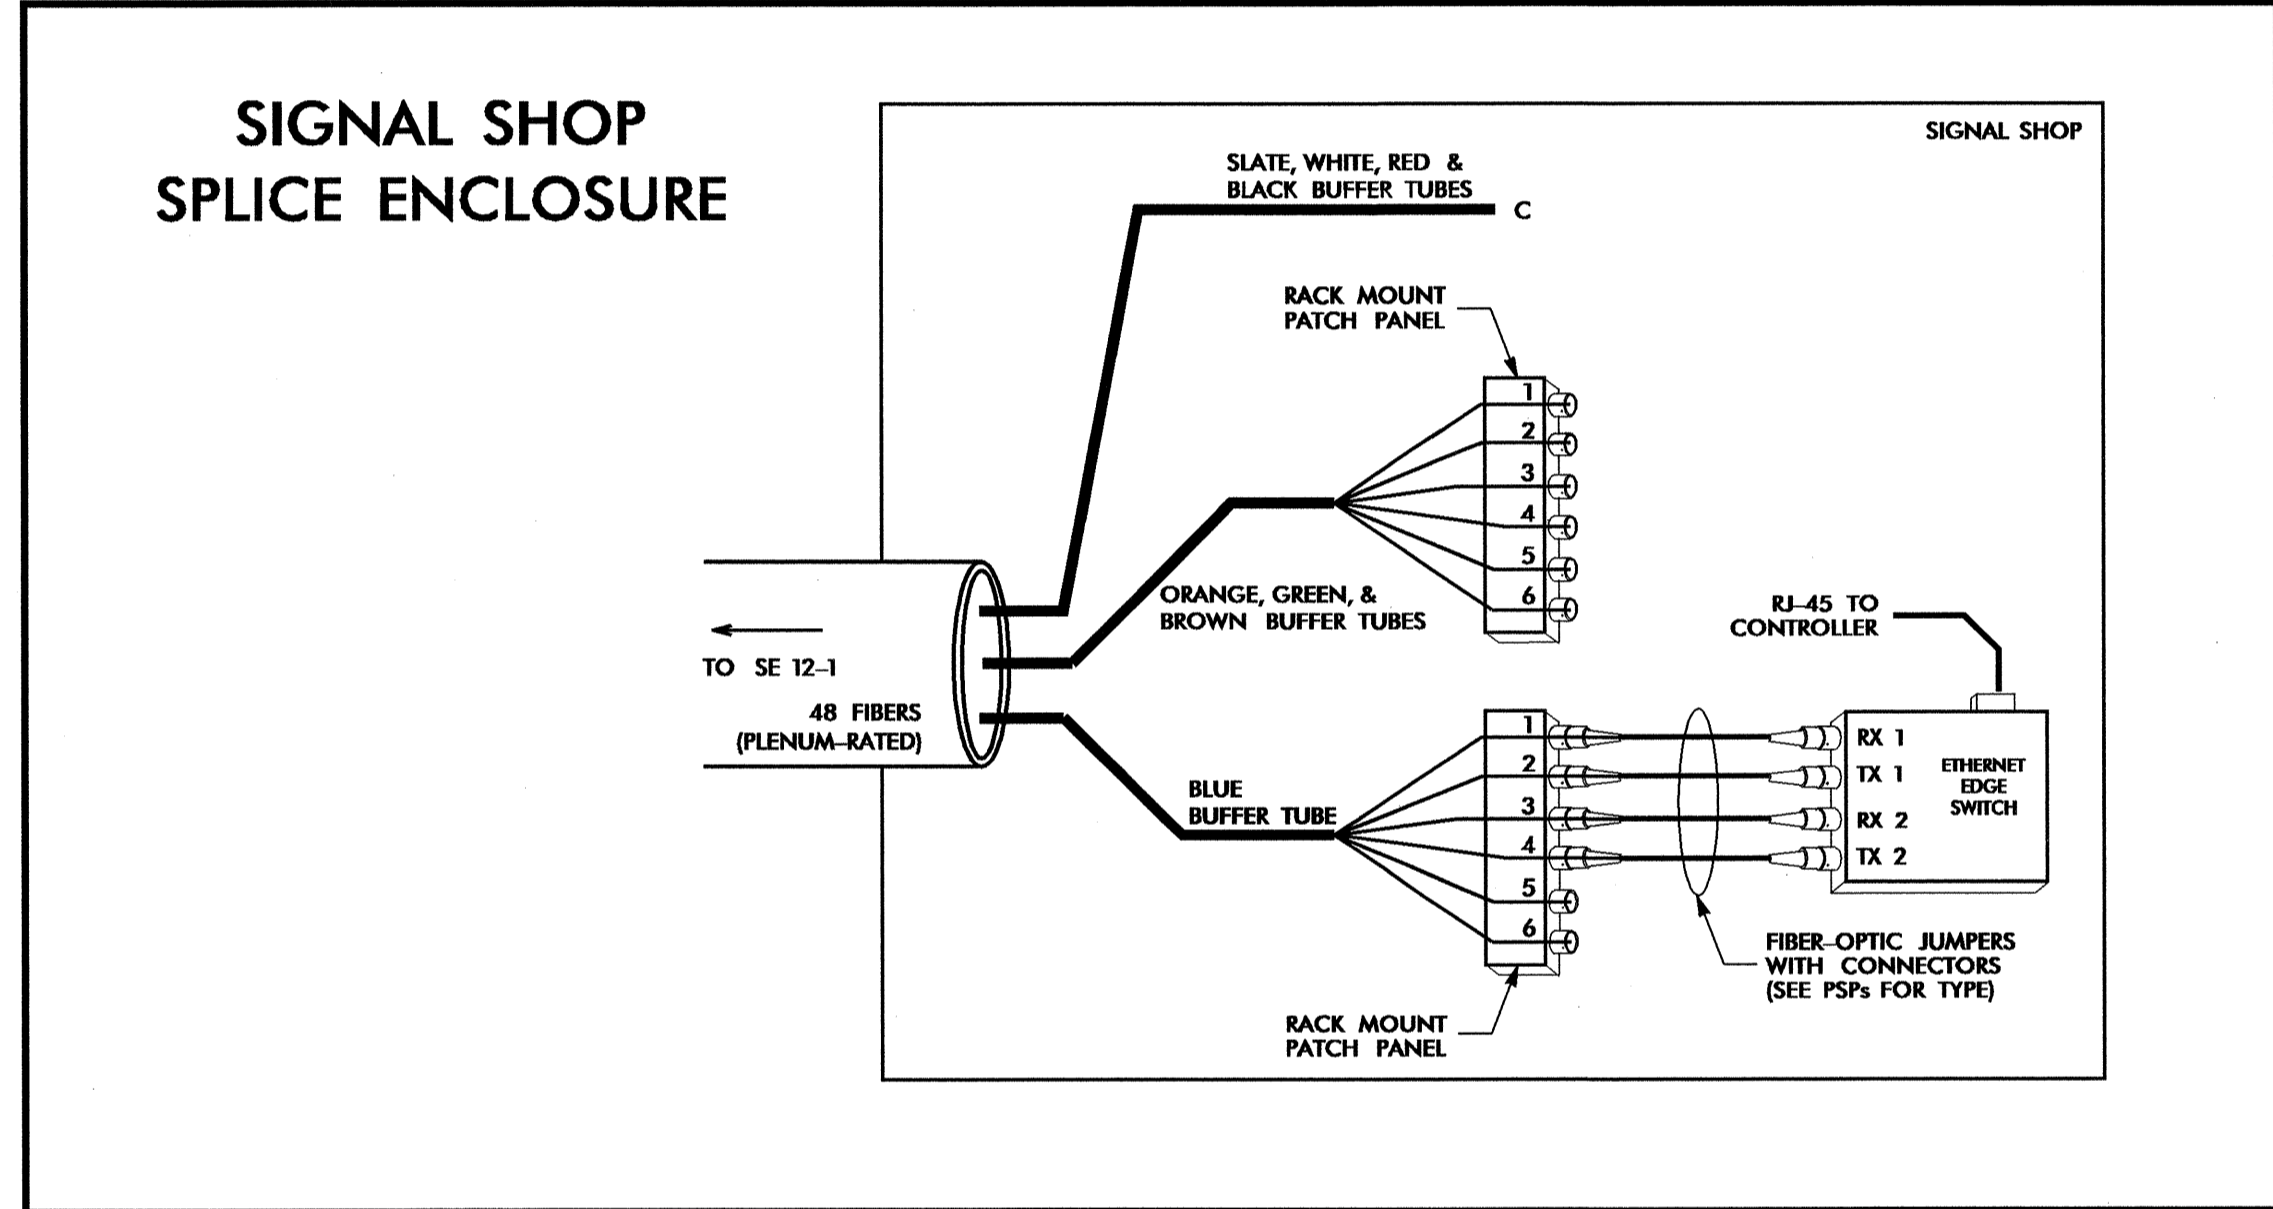 SIGNAL SHOP
SPLICE ENCLOSURE
SIGNAL SHOP
SLATE, WHITE, RED &
BLACK BUFFER TUBES
C
RACK MOUNT
PATCH PANEL
1
2
3
4
5
6
ORANGE, GREEN, &
BROWN BUFFER TUBES
RJ-45 TO
CONTROLLER
TO SE 12-1
48 FIBERS
(PLENUM-RATED)
BLUE
BUFFER TUBE
1
2
3
4
5
6
RX 1
TX 1
RX 2
TX 2
ETHERNET
EDGE
SWITCH
FIBER-OPTIC JUMPERS
WITH CONNECTORS
(SEE PSPs FOR TYPE)
RACK MOUNT
PATCH PANEL